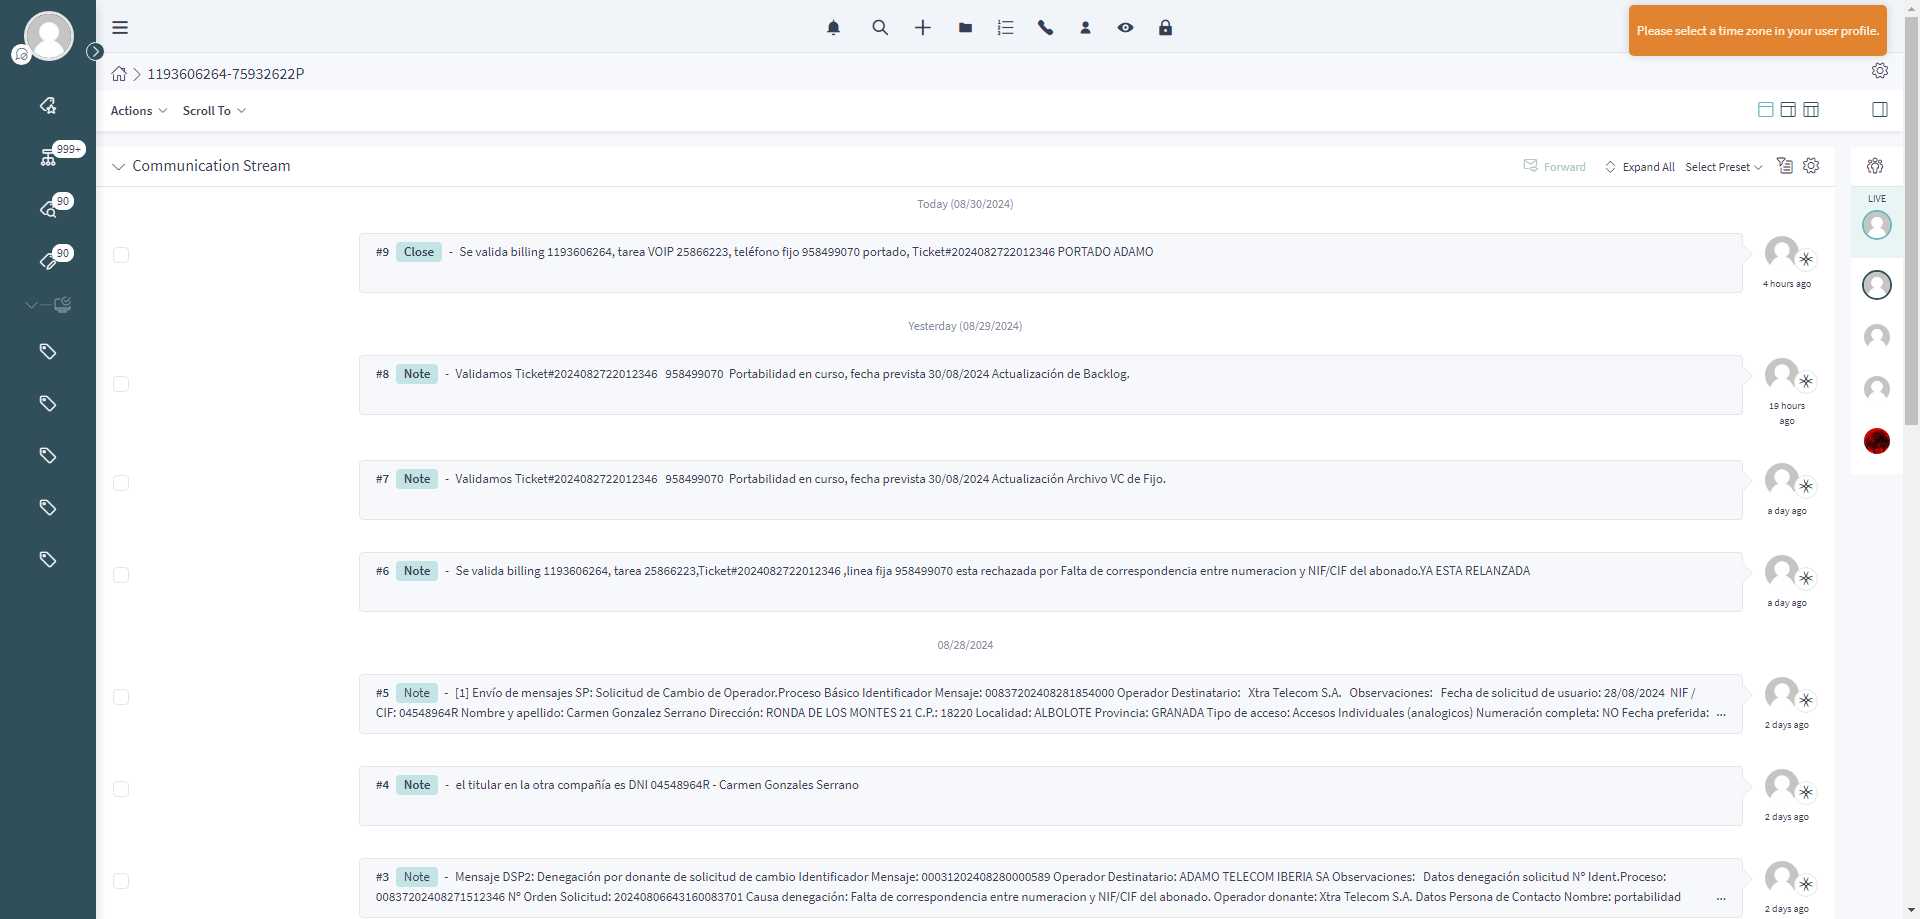 Please select a time zone in your user profile.
1193606264-75932622P
Actions
Scroll To
999+
90
90
Communication Stream
Forward
Expand All
Select Preset
LIVE
Today (08/30/2024)
#9 Close - Se valida billing 1193606264, tarea VOIP 25866223, teléfono fijo 958499070 portado, Ticket#2024082722012346 PORTADO ADAMO
4 hours ago
Yesterday (08/29/2024)
#8 Note - Validamos Ticket#2024082722012346 958499070 Portabilidad en curso, fecha prevista 30/08/2024 Actualización de Backlog.
19 hours
ago
#7 Note - Validamos Ticket#2024082722012346 958499070 Portabilidad en curso, fecha prevista 30/08/2024 Actualización Archivo VC de Fijo.
a day ago
#6 Note - Se valida billing 1193606264, tarea 25866223,Ticket#2024082722012346 ,linea fija 958499070 esta rechazada por Falta de correspondencia entre numeracion y NIF/CIF del abonado.YA ESTA RELANZADA
a day ago
08/28/2024
#5 Note - [1] Envío de mensajes SP: Solicitud de Cambio de Operador.Proceso Básico Identificador Mensaje: 00837202408281854000 Operador Destinatario: Xtra Telecom S.A. Observaciones: Fecha de solicitud de usuario: 28/08/2024 NIF /
CIF: 04548964R Nombre y apellido: Carmen Gonzalez Serrano Dirección: RONDA DE LOS MONTES 21 C.P.: 18220 Localidad: ALBOLOTE Provincia: GRANADA Tipo de acceso: Accesos Individuales (analogicos) Numeración completa: NO Fecha preferida: ...
2 days ago
#4 Note - el titular en la otra compañía es DNI 04548964R - Carmen Gonzales Serrano
2 days ago
#3 Note - Mensaje DSP2: Denegación por donante de solicitud de cambio Identificador Mensaje: 00031202408280000589 Operador Destinatario: ADAMO TELECOM IBERIA SA Observaciones: Datos denegación solicitud Nº Ident.Proceso:
00837202408271512346 Nº Orden Solicitud: 20240806643160083701 Causa denegación: Falta de correspondencia entre numeracion y NIF/CIF del abonado. Operador donante: Xtra Telecom S.A. Datos Persona de Contacto Nombre: portabilidad ...
2 days ago